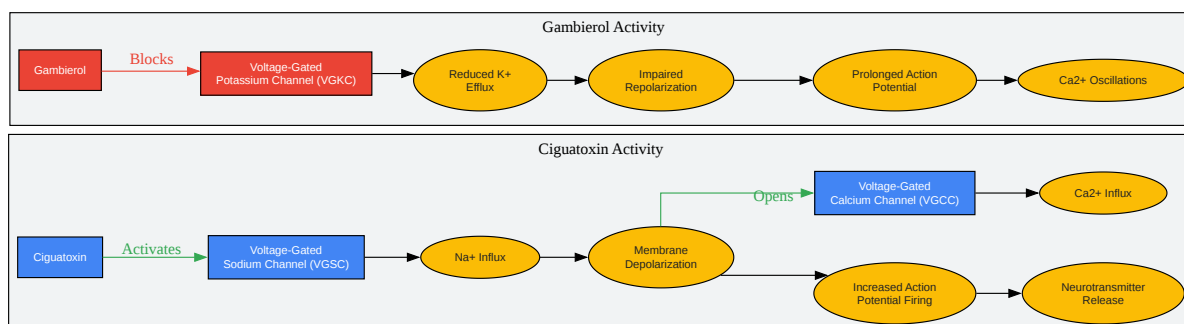 Gambierol Activity
Gambierol
Blocks
Voltage-Gated
Potassium Channel (VGKC)
Reduced K+
Efflux
Impaired
Repolarization
Prolonged Action
Potential
Ca2+ Oscillations
Ciguatoxin Activity
Ciguatoxin
Activates
Voltage-Gated
Sodium Channel (VGSC)
Na+ Influx
Membrane
Depolarization
Opens
Voltage-Gated
Calcium Channel (VGCC)
Ca2+ Influx
Increased Action
Potential Firing
Neurotransmitter
Release